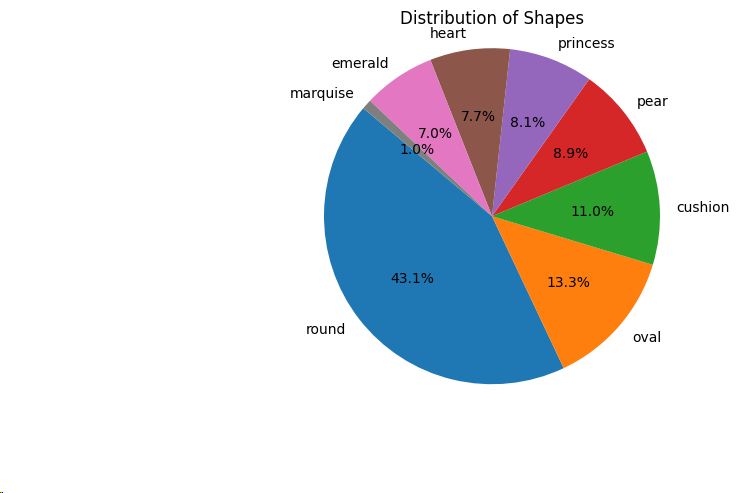 Distribution of Shapes
heart
princess
emerald
pear
marquise
7.7%
8.1%
7.0%
1.0%
8.9%
cushion
11.0%
43.1%
13.3%
round
oval